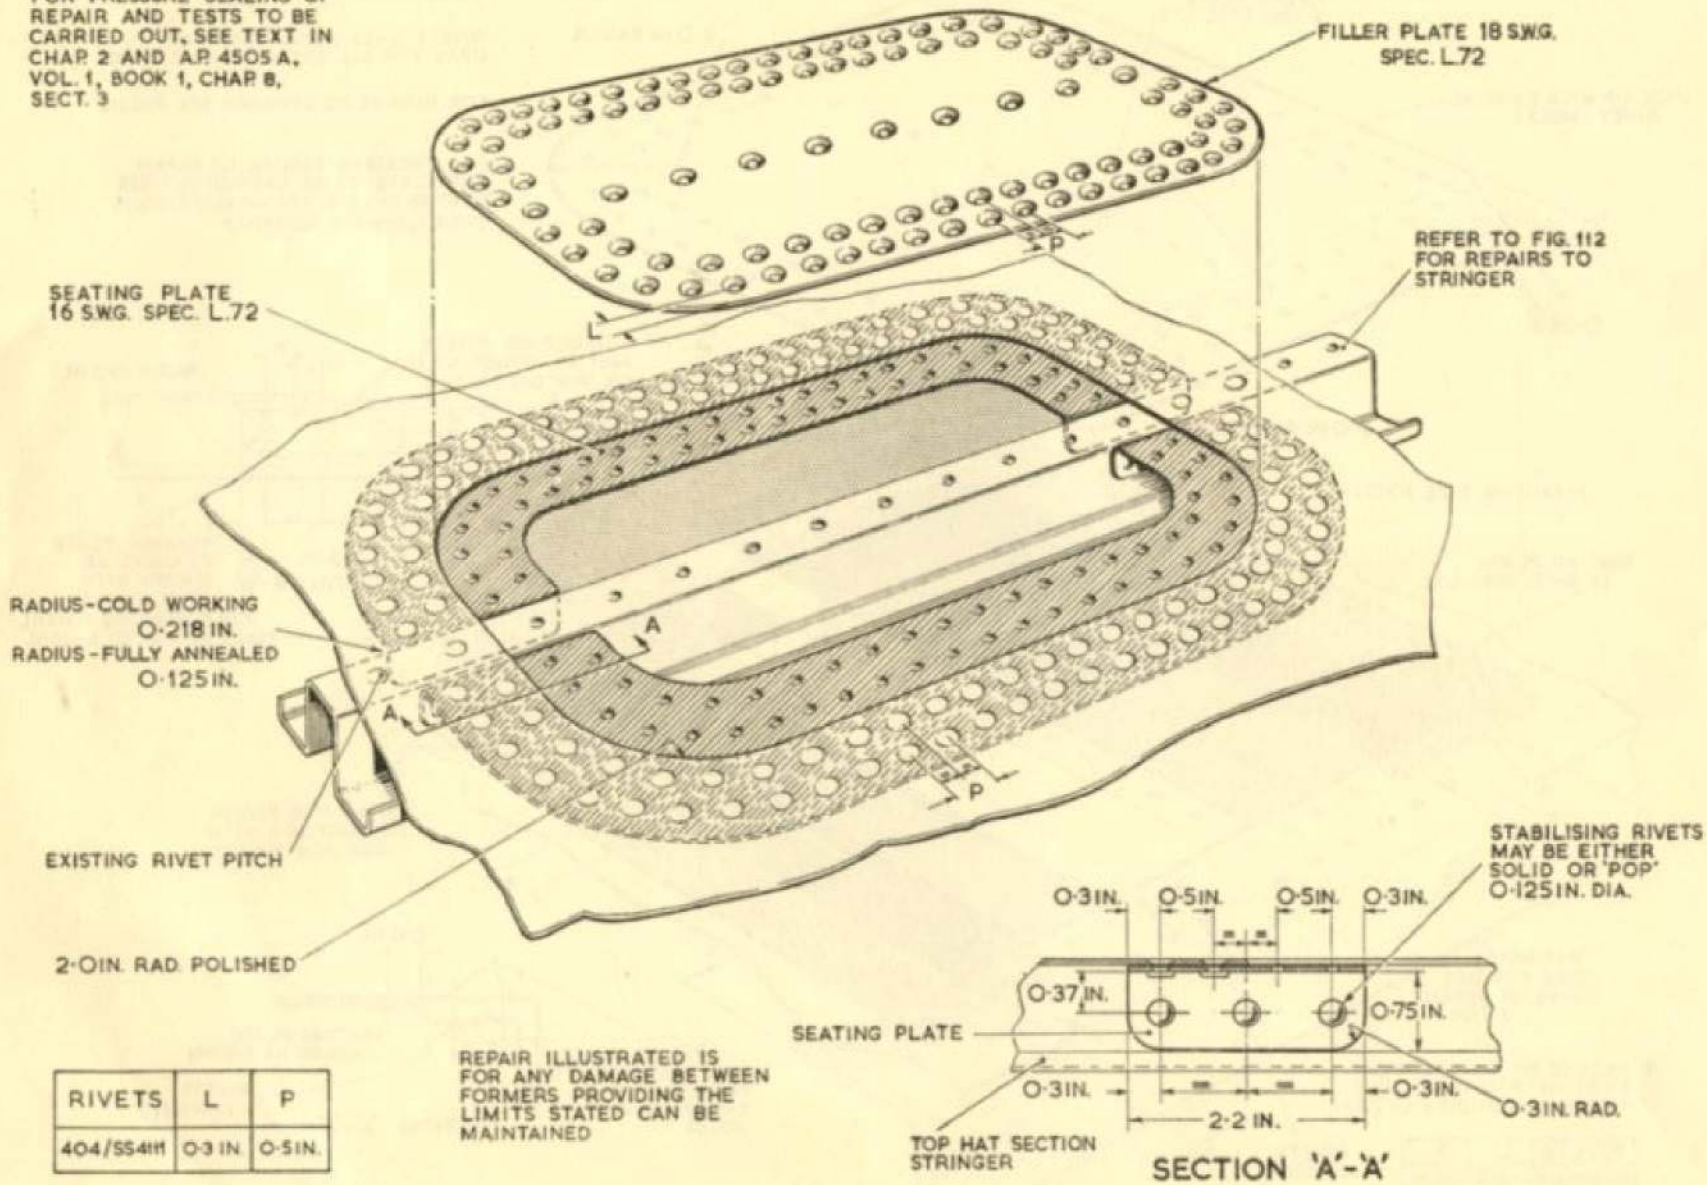 REPAIR AND TESTS TO BE
CARRIED OUT, SEE TEXT IN
CHAP. 2 AND A.P. 4505 A,
VOL. 1, BOOK 1, CHAP. 8,
SECT. 3
FILLER PLATE 18 S.W.G.
SPEC. L.72
P
REFER TO FIG. 112
FOR REPAIRS TO
STRINGER
SEATING PLATE
16 S.W.G. SPEC. L.72
L
RADIUS-COLD WORKING
0·218 IN.
RADIUS-FULLY ANNEALED
0·125 IN.
A
A
P
EXISTING RIVET PITCH
2·0 IN. RAD. POLISHED
STABILISING RIVETS
MAY BE EITHER
SOLID OR 'POP'
0·125 IN. DIA.
0·3 IN. 0·5 IN. 0·5 IN. 0·3 IN.
= =
0·37 IN.
0·75 IN.
SEATING PLATE
0·3 IN. = = 0·3 IN.
2·2 IN.
0·3 IN. RAD.
TOP HAT SECTION
STRINGER
SECTION 'A'-'A'
REPAIR ILLUSTRATED IS
FOR ANY DAMAGE BETWEEN
FORMERS PROVIDING THE
LIMITS STATED CAN BE
MAINTAINED
RIVETS L P
0·3 IN. 0·5 IN.